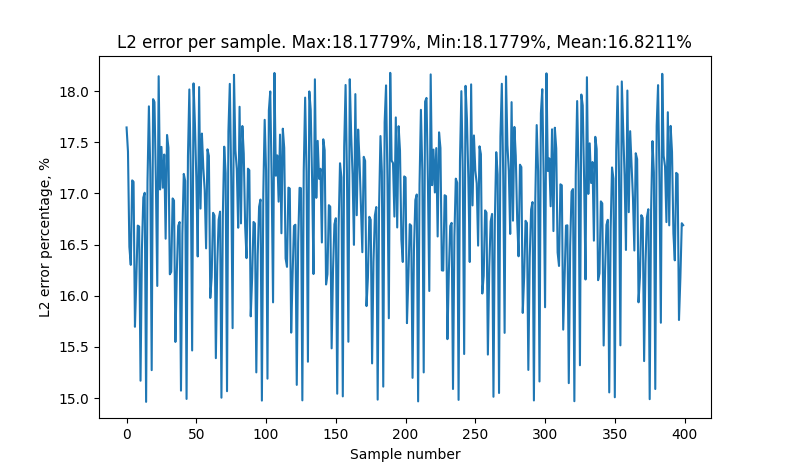 L2 error per sample. Max:18.1779%, Min:18.1779%, Mean:16.8211%
L2 error percentage, %
18.0
17.5
17.0
16.5
16.0
15.5
15.0
0 50 100 150 200 250 300 350 400
Sample number